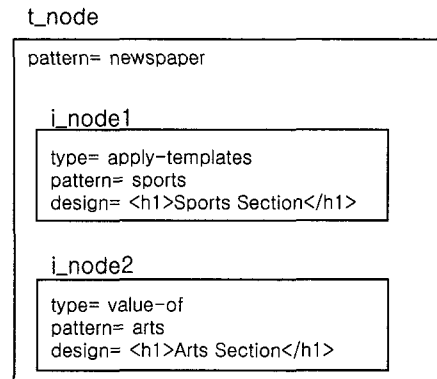 t_node
pattern= newspaper
i_node1
type= apply-templates
pattern= sports
design= <h1>Sports Section</h1>
i_node2
type= value-of
pattern= arts
design= <h1>Arts Section</h1>